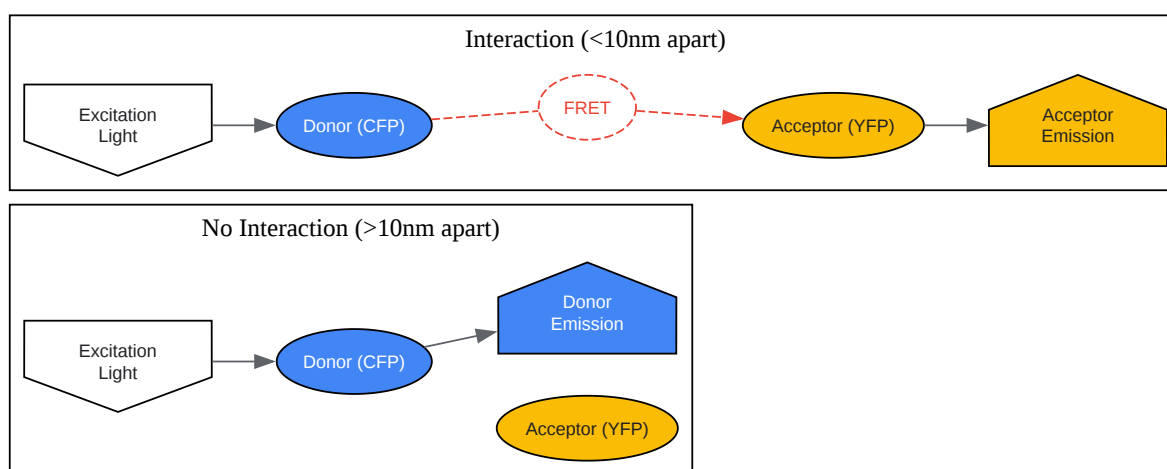 Interaction (<10nm apart)
Excitation
Light
Donor (CFP)
FRET
Acceptor (YFP)
Acceptor
Emission
No Interaction (>10nm apart)
Excitation
Light
Donor (CFP)
Donor
Emission
Acceptor (YFP)